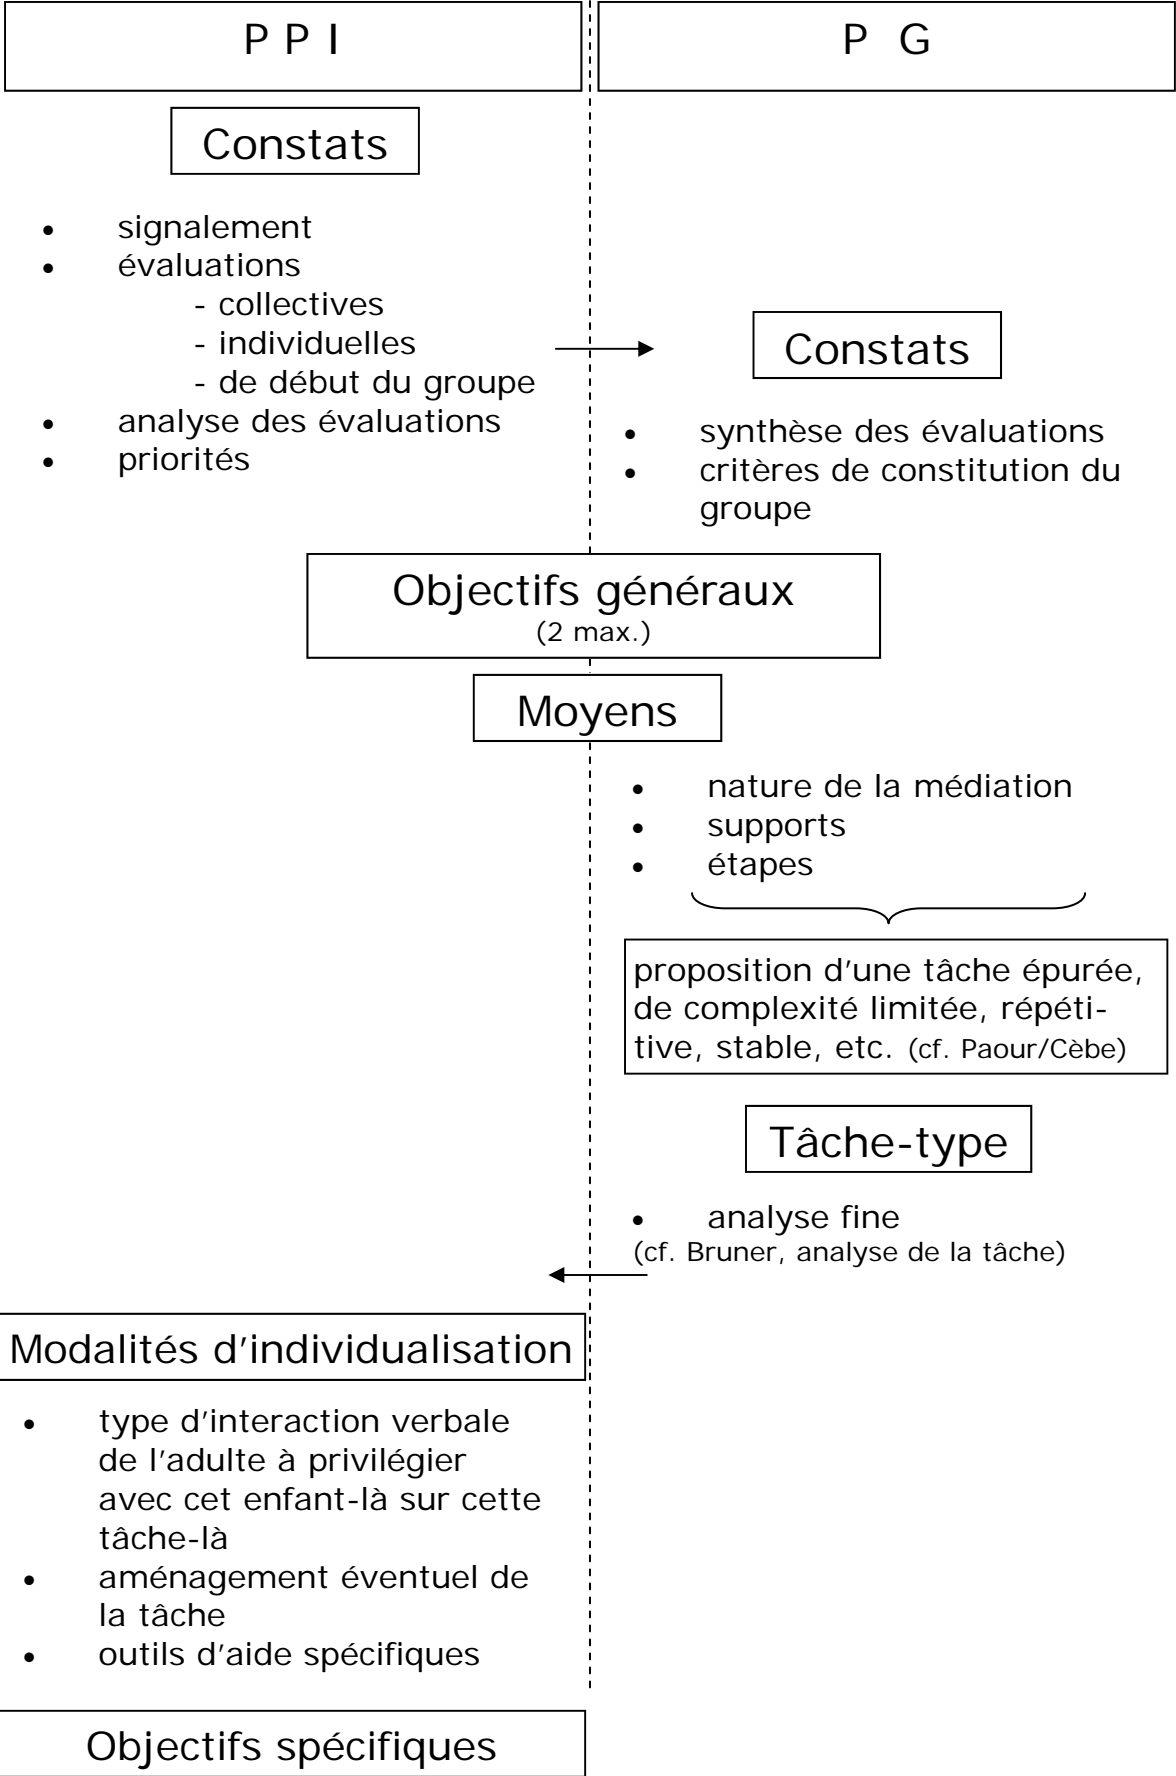 P P I
P G
Constats
• signalement
• évaluations
- collectives
- individuelles
- de début du groupe
• analyse des évaluations
• priorités
Constats
• synthèse des évaluations
• critères de constitution du
groupe
Objectifs généraux
(2 max.)
Moyens
• nature de la médiation
• supports
• étapes
proposition d'une tâche épurée,
de complexité limitée, répéti-
tive, stable, etc. (cf. Paour/Cèbe)
Tâche-type
• analyse fine
(cf. Bruner, analyse de la tâche)
Modalités d'individualisation
• type d'interaction verbale
de l'adulte à privilégier
avec cet enfant-là sur cette
tâche-là
• aménagement éventuel de
la tâche
• outils d'aide spécifiques
Objectifs spécifiques